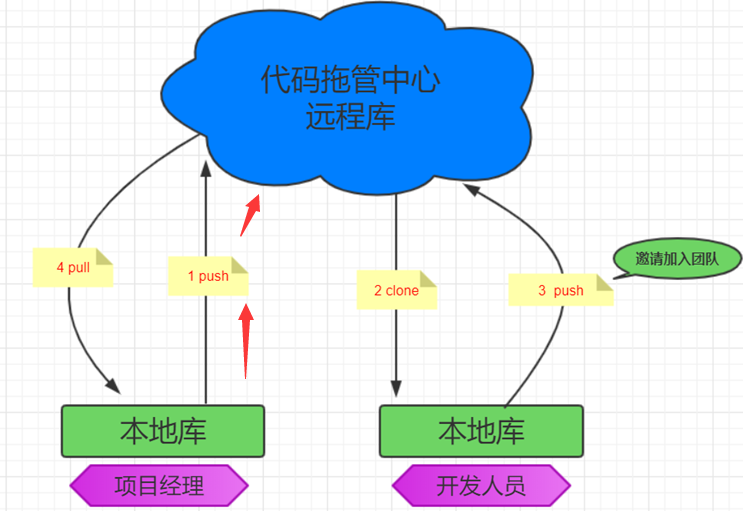 代码拖管中心
远程库
邀请加入团队
4 pull
1 push
2 clone
3 push
本地库
本地库
项目经理
开发人员